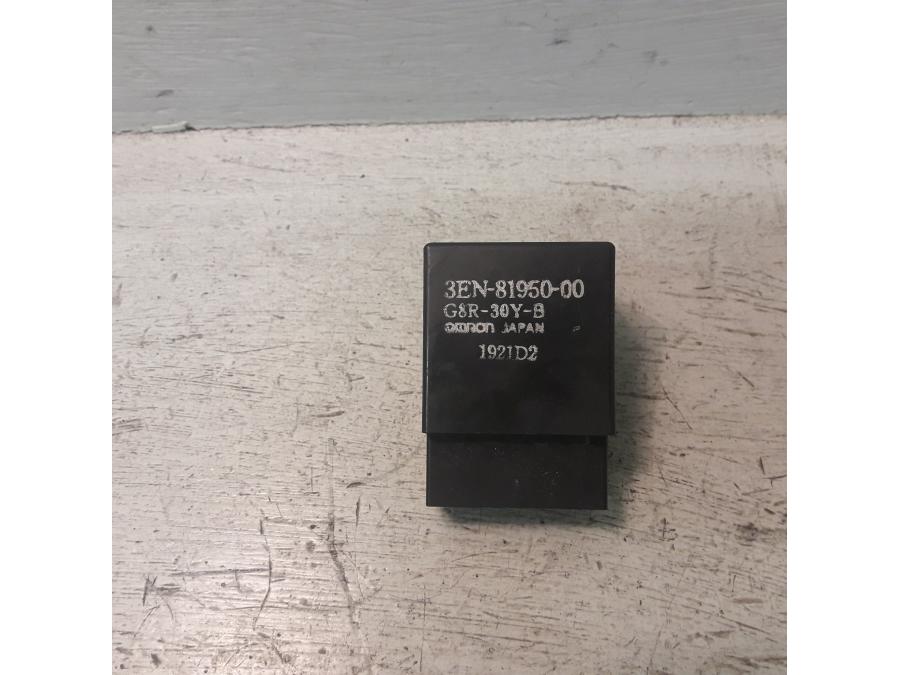 3EN-81950-00
G8R-30Y-B
omron JAPAN P
1921D2